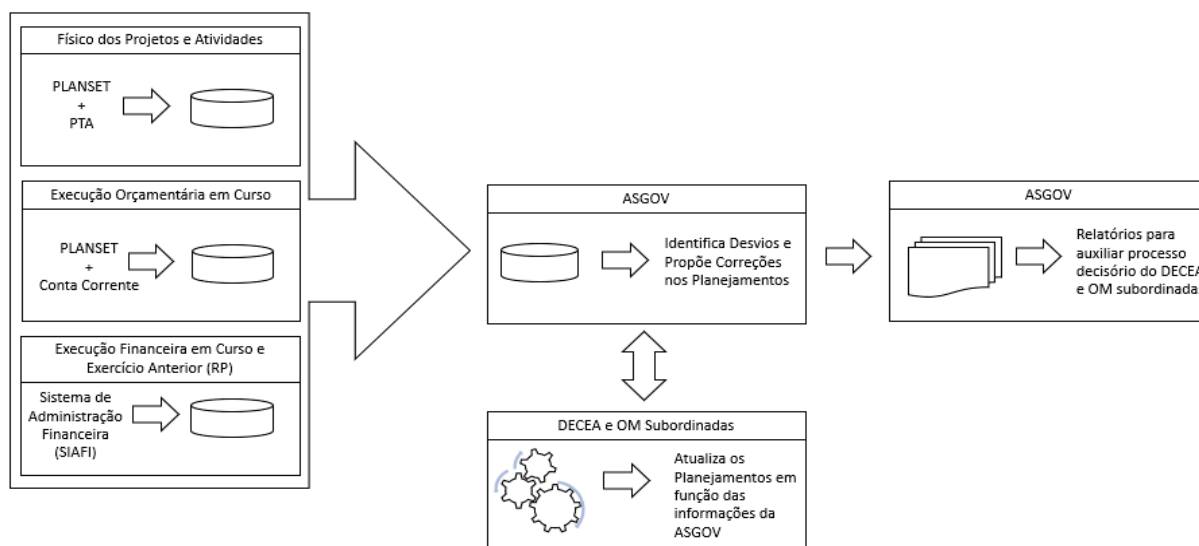 Físico dos Projetos e Atividades
PLANSET
+
PTA
Execução Orçamentária em Curso
PLANSET
+
Conta Corrente
Execução Financeira em Curso e
Exercício Anterior (RP)
Sistema de
Administração
Financeira
(SIAFI)
ASGOV
Identifica Desvios e
Propõe Correções
nos Planejamentos
DECEA e OM Subordinadas
Atualiza os
Planejamentos em
função das
informações da
ASGOV
ASGOV
Relatórios para
auxiliar processo
decisório do DECEA
e OM subordinadas